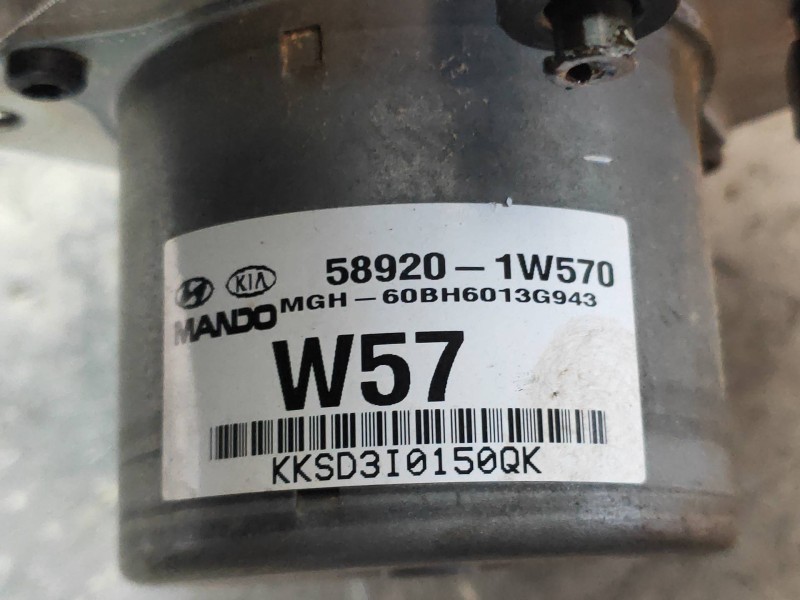 KIA 58920-1W570
MANDO MGH-60BH6013G943
W57
KKSD3I0150QK